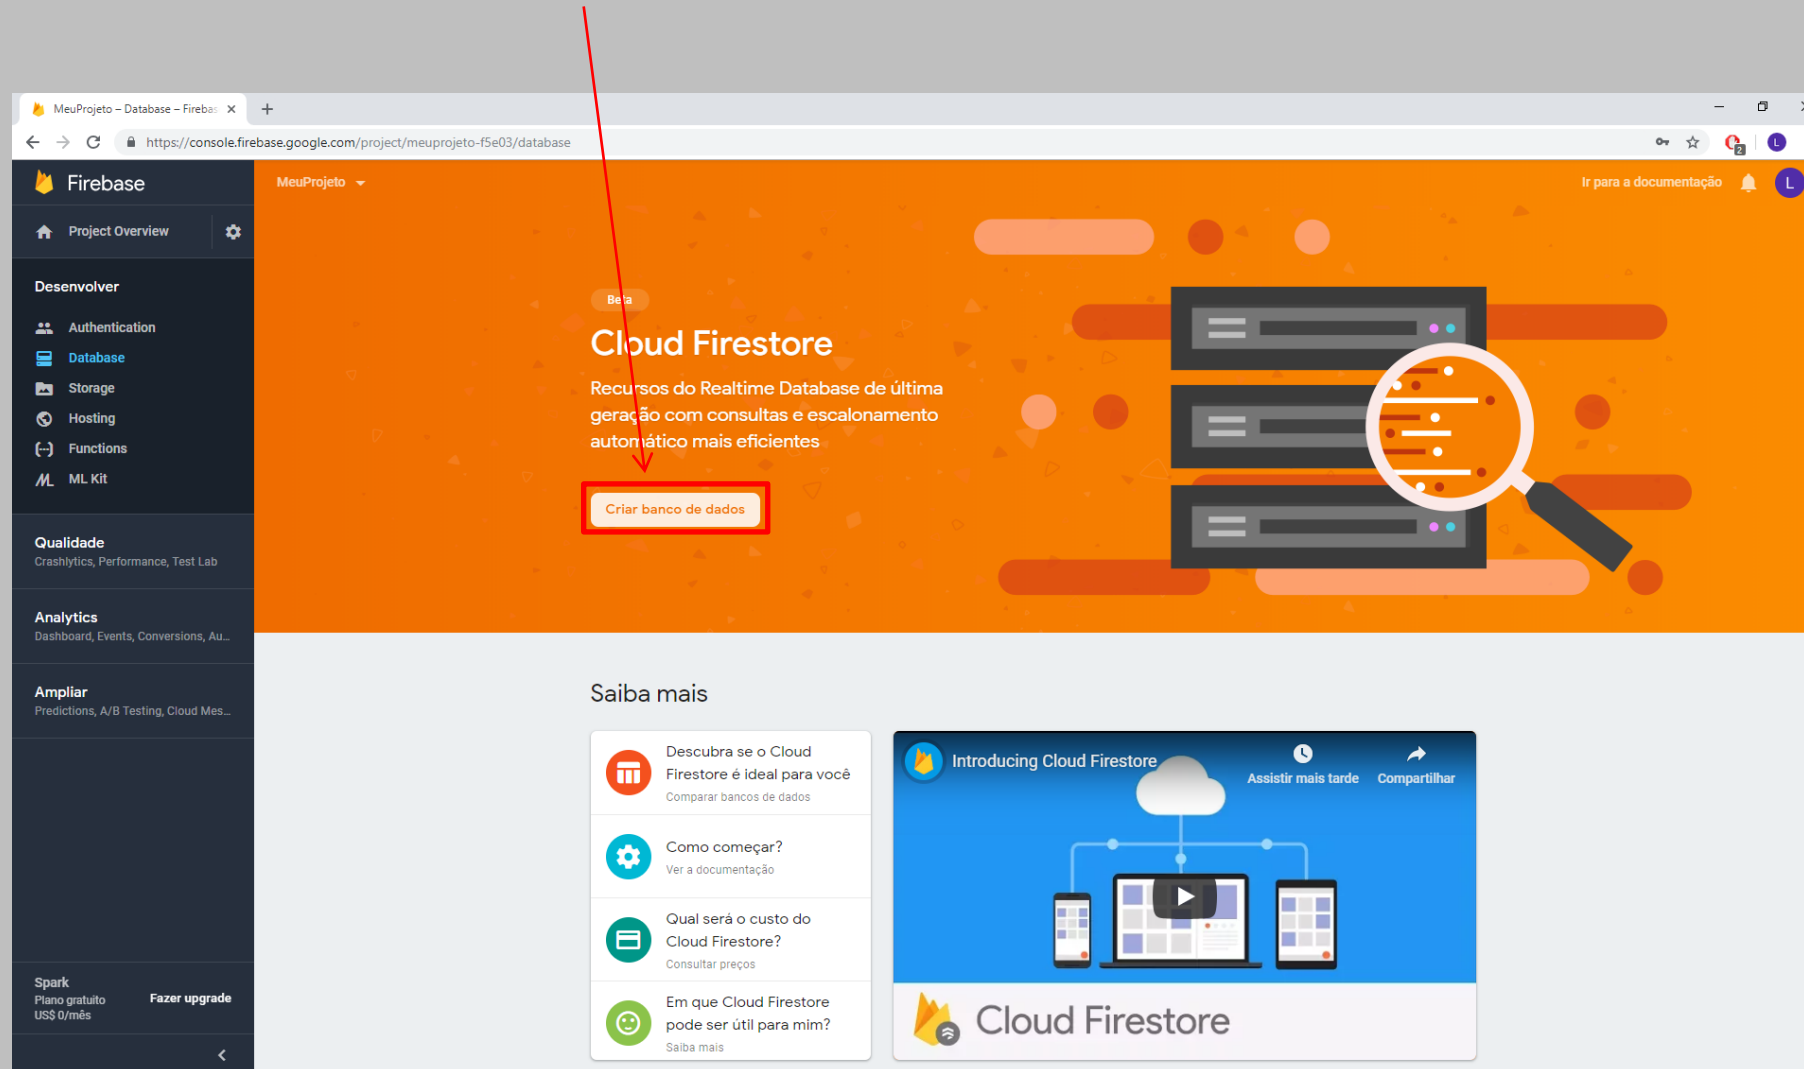 MeuProjeto – Database – Firebas
https://console.firebase.google.com/project/meuprojeto-f5e03/database
2
L
Firebase
MeuProjeto
Ir para a documentação
L
Project Overview
Desenvolver
Authentication
Database
Storage
Hosting
Functions
ML Kit
Qualidade
Crashlytics, Performance, Test Lab
Analytics
Dashboard, Events, Conversions, Au...
Ampliar
Predictions, A/B Testing, Cloud Mes...
Spark
Plano gratuito
US$ 0/mês
Fazer upgrade
Beta
Cloud Firestore
Recursos do Realtime Database de última
geração com consultas e escalonamento
automático mais eficientes
Criar banco de dados
Saiba mais
Descubra se o Cloud
Firestore é ideal para você
Comparar bancos de dados
Como começar?
Ver a documentação
Qual será o custo do
Cloud Firestore?
Consultar preços
Em que Cloud Firestore
pode ser útil para mim?
Saiba mais
Introducing Cloud Firestore
Assistir mais tarde
Compartilhar
Cloud Firestore